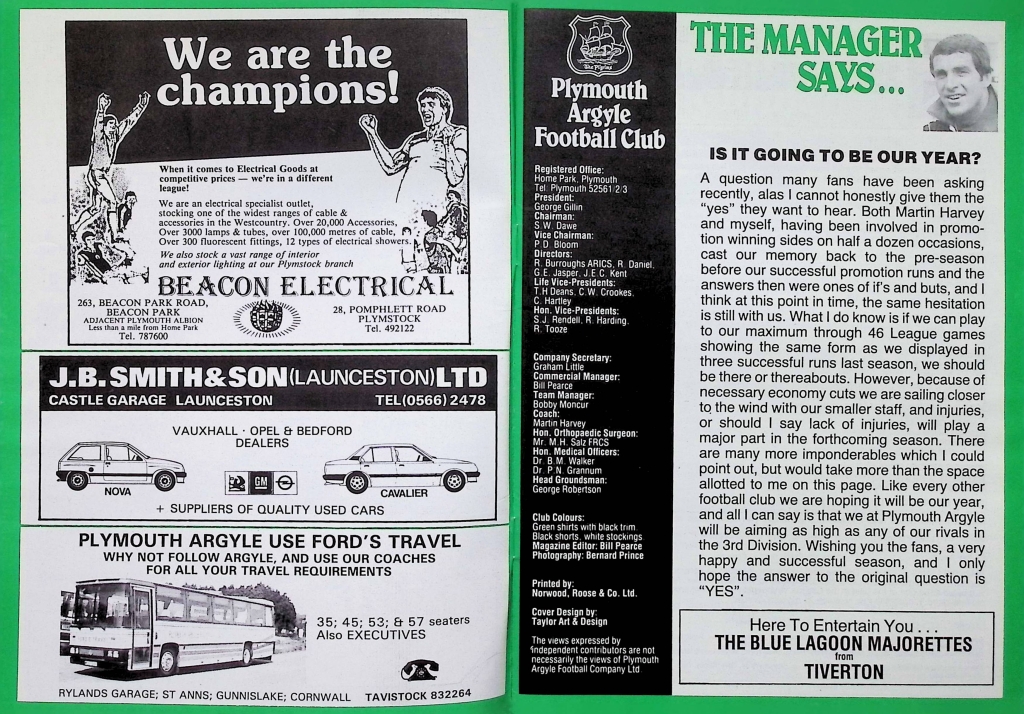 We are the
champions!
When it comes to Electrical Goods at
competitive prices — we're in a different
league!
We are an electrical specialist outlet,
stocking one of the widest ranges of cable &
accessories in the Westcountry. Over 20,000 Accessories,
Over 3000 lamps & tubes, over 100,000 metres of cable,
Over 300 fluorescent fittings, 12 types of electrical showers.
We also stock a vast range of interior
and exterior lighting at our Plymstock branch
BEACON ELECTRICAL
263, BEACON PARK ROAD,
BEACON PARK
ADJACENT PLYMOUTH ALBION
Less than a mile from Home Park
Tel. 787600
28, POMPHLETT ROAD
PLYMSTOCK
Tel. 492122
J.B. SMITH & SON (LAUNCESTON) LTD
CASTLE GARAGE LAUNCESTON TEL (0566) 2478
VAUXHALL · OPEL & BEDFORD
DEALERS
NOVA
GM
CAVALIER
+ SUPPLIERS OF QUALITY USED CARS
PLYMOUTH ARGYLE USE FORD'S TRAVEL
WHY NOT FOLLOW ARGYLE, AND USE OUR COACHES
FOR ALL YOUR TRAVEL REQUIREMENTS
35; 45; 53; & 57 seaters
Also EXECUTIVES
RYLANDS GARAGE; ST ANNS; GUNNISLAKE; CORNWALL TAVISTOCK 832264
The Pilgrims
Plymouth
Argyle
Football Club
Registered Office:
Home Park, Plymouth
Tel. Plymouth 52561/2/3
President:
George Gillin
Chairman:
S.W. Dawe
Vice Chairman:
P.D. Bloom
Directors:
R. Burroughs ARICS, R. Daniel,
G.E. Jasper, J.E.C. Kent
Life Vice-Presidents:
T.H Deans, C.W. Crookes,
C. Hartley
Hon. Vice-Presidents:
S.J. Rendell, R. Harding,
R. Tooze
Company Secretary:
Graham Little
Commercial Manager:
Bill Pearce
Team Manager:
Bobby Moncur
Coach:
Martin Harvey
Hon. Orthopaedic Surgeon:
Mr. M.H. Salz FRCS
Hon. Medical Officers:
Dr. B.M. Walker
Dr. P.N. Grannum
Head Groundsman:
George Robertson
Club Colours:
Green shirts with black trim.
Black shorts, white stockings.
Magazine Editor: Bill Pearce
Photography: Bernard Prince
Printed by:
Norwood, Roose & Co. Ltd.
Cover Design by:
Taylor Art & Design
The views expressed by
independent contributors are not
necessarily the views of Plymouth
Argyle Football Company Ltd
THE MANAGER
SAYS...
IS IT GOING TO BE OUR YEAR?
A question many fans have been asking
recently, alas I cannot honestly give them the
"yes" they want to hear. Both Martin Harvey
and myself, having been involved in promo-
tion winning sides on half a dozen occasions,
cast our memory back to the pre-season
before our successful promotion runs and the
answers then were ones of if's and buts, and I
think at this point in time, the same hesitation
is still with us. What I do know is if we can play
to our maximum through 46 League games
showing the same form as we displayed in
three successful runs last season, we should
be there or thereabouts. However, because of
necessary economy cuts we are sailing closer
to the wind with our smaller staff, and injuries,
or should I say lack of injuries, will play a
major part in the forthcoming season. There
are many more imponderables which I could
point out, but would take more than the space
allotted to me on this page. Like every other
football club we are hoping it will be our year,
and all I can say is that we at Plymouth Argyle
will be aiming as high as any of our rivals in
the 3rd Division. Wishing you the fans, a very
happy and successful season, and I only
hope the answer to the original question is
"YES".
Here To Entertain You . . .
THE BLUE LAGOON MAJORETTES
from
TIVERTON